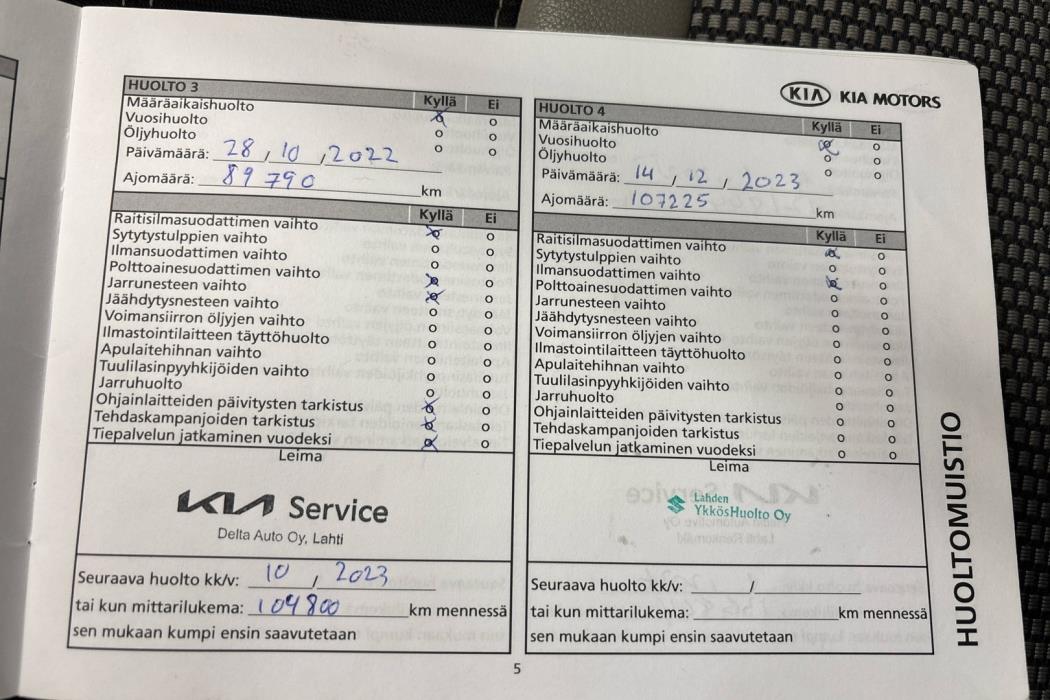 HUOLTO 3
Kyllä Ei
Määräaikaishuolto
Vuosihuolto
Öljyhuolto
Päivämäärä: 28 , 10 , 2022
Ajomäärä: 89 790 km
Kyllä Ei
Raitisilmasuodattimen vaihto
Sytytystulppien vaihto
Ilmansuodattimen vaihto
Polttoainesuodattimen vaihto
Jarrunesteen vaihto
Jäähdytysnesteen vaihto
Voimansiirron öljyjen vaihto
Ilmastointilaitteen täyttöhuolto
Apulaitehihnan vaihto
Tuulilasinpyyhkijöiden vaihto
Jarruhuolto
Ohjainlaitteiden päivitysten tarkistus
Tehdaskampanjoiden tarkistus
Tiepalvelun jatkaminen vuodeksi
Leima
KIA Service
Delta Auto Oy, Lahti
Seuraava huolto kk/v: 10 / 2023
tai kun mittarilukema: 104800 km mennessä
sen mukaan kumpi ensin saavutetaan
KIA KIA MOTORS
HUOLTO 4
Kyllä Ei
Määräaikaishuolto
Vuosihuolto
Öljyhuolto
Päivämäärä: 14 , 12 , 2023
Ajomäärä: 107225 km
Kyllä Ei
Raitisilmasuodattimen vaihto
Sytytystulppien vaihto
Ilmansuodattimen vaihto
Polttoainesuodattimen vaihto
Jarrunesteen vaihto
Jäähdytysnesteen vaihto
Voimansiirron öljyjen vaihto
Ilmastointilaitteen täyttöhuolto
Apulaitehihnan vaihto
Tuulilasinpyyhkijöiden vaihto
Jarruhuolto
Ohjainlaitteiden päivitysten tarkistus
Tehdaskampanjoiden tarkistus
Tiepalvelun jatkaminen vuodeksi
Leima
Lahden
YkkösHuolto Oy
Seuraava huolto kk/v: /
tai kun mittarilukema: km mennessä
sen mukaan kumpi ensin saavutetaan
HUOLTOMUISTIO
5